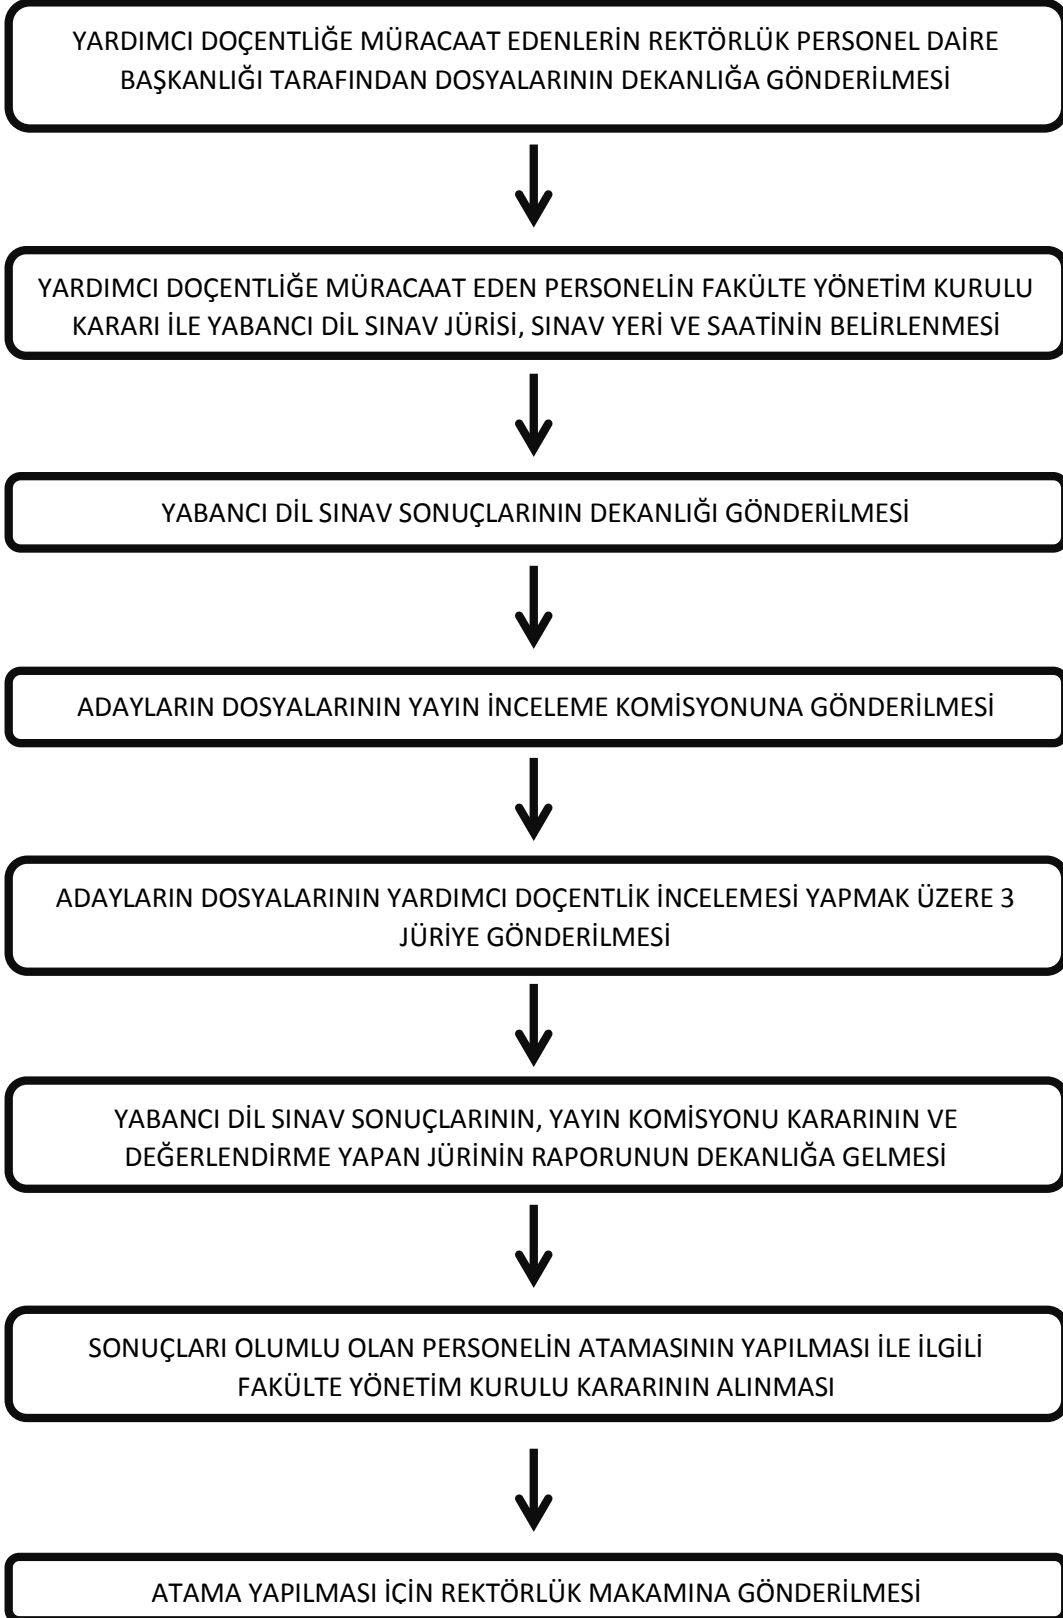 YARDIMCI DOÇENTLİĞE MÜRACAAT EDENLERİN REKTÖRLÜK PERSONEL DAİRE
BAŞKANLIĞI TARAFINDAN DOSYALARININ DEKANLIĞA GÖNDERİLMESİ
YARDIMCI DOÇENTLİĞE MÜRACAAT EDEN PERSONELİN FAKÜLTE YÖNETİM KURULU
KARARI İLE YABANCI DİL SINAV JÜRİSİ, SINAV YERİ VE SAATİNİN BELİRLENMESİ
YABANCI DİL SINAV SONUÇLARININ DEKANLIĞI GÖNDERİLMESİ
ADAYLARIN DOSYALARININ YAYIN İNCELEME KOMİSYONUNA GÖNDERİLMESİ
ADAYLARIN DOSYALARININ YARDIMCI DOÇENTLİK İNCELEMESİ YAPMAK ÜZERE 3
JÜRİYE GÖNDERİLMESİ
YABANCI DİL SINAV SONUÇLARININ, YAYIN KOMİSYONU KARARININ VE
DEĞERLENDİRME YAPAN JÜRİNİN RAPORUNUN DEKANLIĞA GELMESİ
SONUÇLARI OLUMLU OLAN PERSONELİN ATAMASININ YAPILMASI İLE İLGİLİ
FAKÜLTE YÖNETİM KURULU KARARININ ALINMASI
ATAMA YAPILMASI İÇİN REKTÖRLÜK MAKAMINA GÖNDERİLMESİ